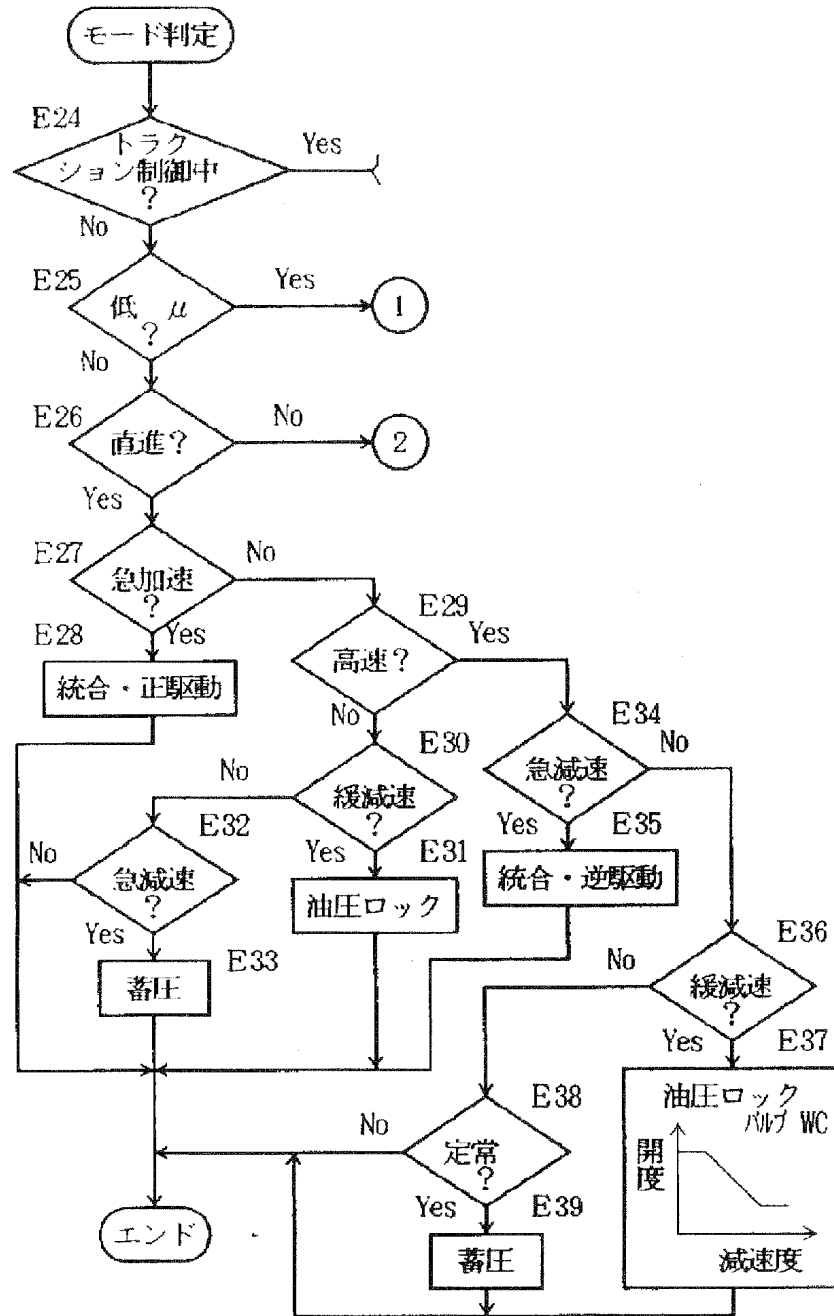 モード判定
E24
トラク
ション制御中
?
Yes
No
E25
低 μ
?
Yes
1
No
E26
直進?
No
2
Yes
E27
急加速
?
No
E28
Yes
統合・正駆動
E29
高速?
Yes
No
E30
緩減速
?
No
Yes
E31
油圧ロック
E32
急減速
?
No
Yes
E33
蓄圧
E34
急減速
?
No
Yes
E35
統合・逆駆動
E36
緩減速
?
No
Yes
E37
油圧ロック
バルブ WC
開度
減速度
E38
定常
?
No
Yes
E39
蓄圧
エンド